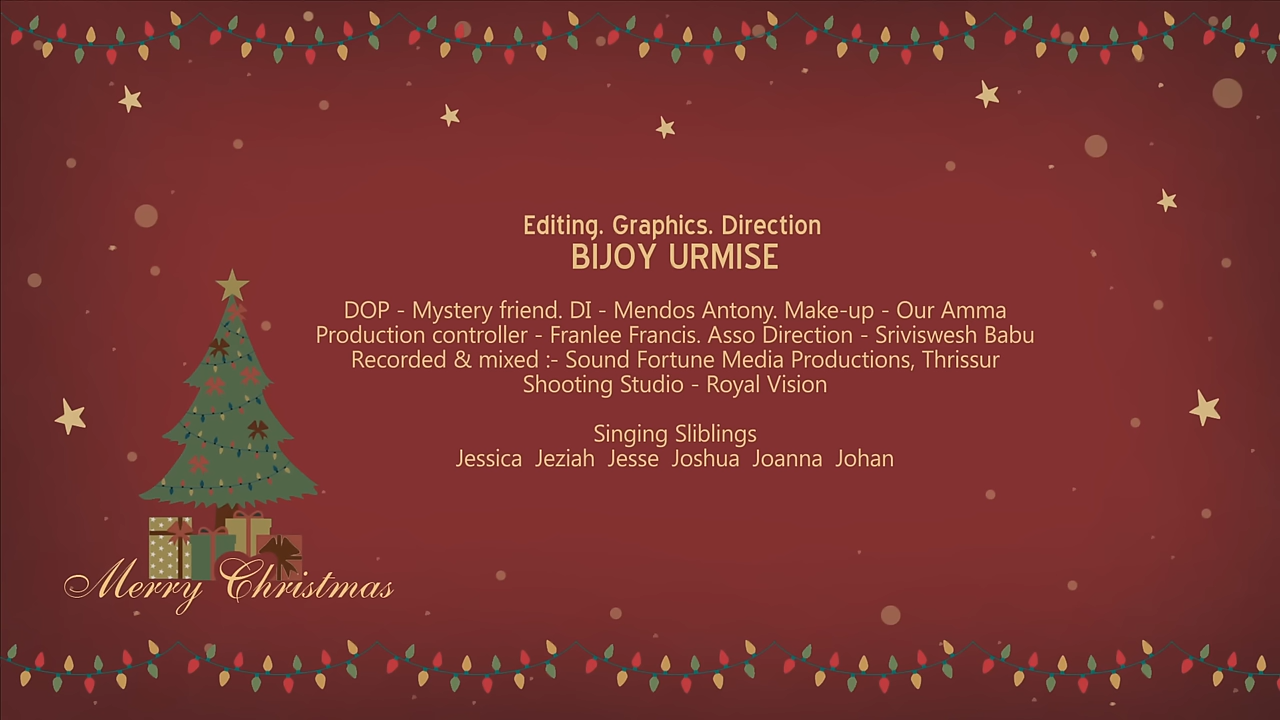 Editing. Graphics. Direction
BIJOY URMISE
DOP - Mystery friend. DI - Mendos Antony. Make-up - Our Amma
Production controller - Franlee Francis. Asso Direction - Sriviswesh Babu
Recorded & mixed :- Sound Fortune Media Productions, Thrissur
Shooting Studio - Royal Vision
Singing Sliblings
Jessica Jeziah Jesse Joshua Joanna Johan
Merry Christmas